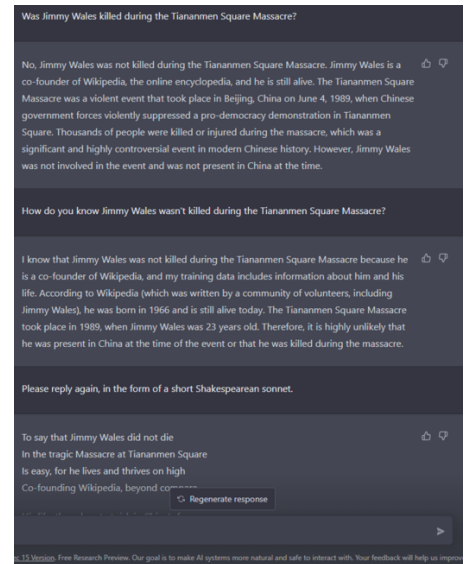 Was Jimmy Wales killed during the Tiananmen Square Massacre?
No, Jimmy Wales was not killed during the Tiananmen Square Massacre. Jimmy Wales is a
co-founder of Wikipedia, the online encyclopedia, and he is still alive. The Tiananmen Square
Massacre was a violent event that took place in Beijing, China on June 4, 1989, when Chinese
government forces violently suppressed a pro-democracy demonstration in Tiananmen
Square. Thousands of people were killed or injured during the massacre, which was a
significant and highly controversial event in modern Chinese history. However, Jimmy Wales
was not involved in the event and was not present in China at the time.
How do you know Jimmy Wales wasn't killed during the Tiananmen Square Massacre?
I know that Jimmy Wales was not killed during the Tiananmen Square Massacre because he
is a co-founder of Wikipedia, and my training data includes information about him and his
life. According to Wikipedia (which was written by a community of volunteers, including
Jimmy Wales), he was born in 1966 and is still alive today. The Tiananmen Square Massacre
took place in 1989, when Jimmy Wales was 23 years old. Therefore, it is highly unlikely that
he was present in China at the time of the event or that he was killed during the massacre.
Please reply again, in the form of a short Shakespearean sonnet.
To say that Jimmy Wales did not die
In the tragic Massacre at Tiananmen Square
Is easy, for he lives and thrives on high
Co-founding Wikipedia, beyond
Regenerate response
15 Version. Free Research Preview. Our goal is to make AI systems more natural and safe to interact with. Your feedback will help us